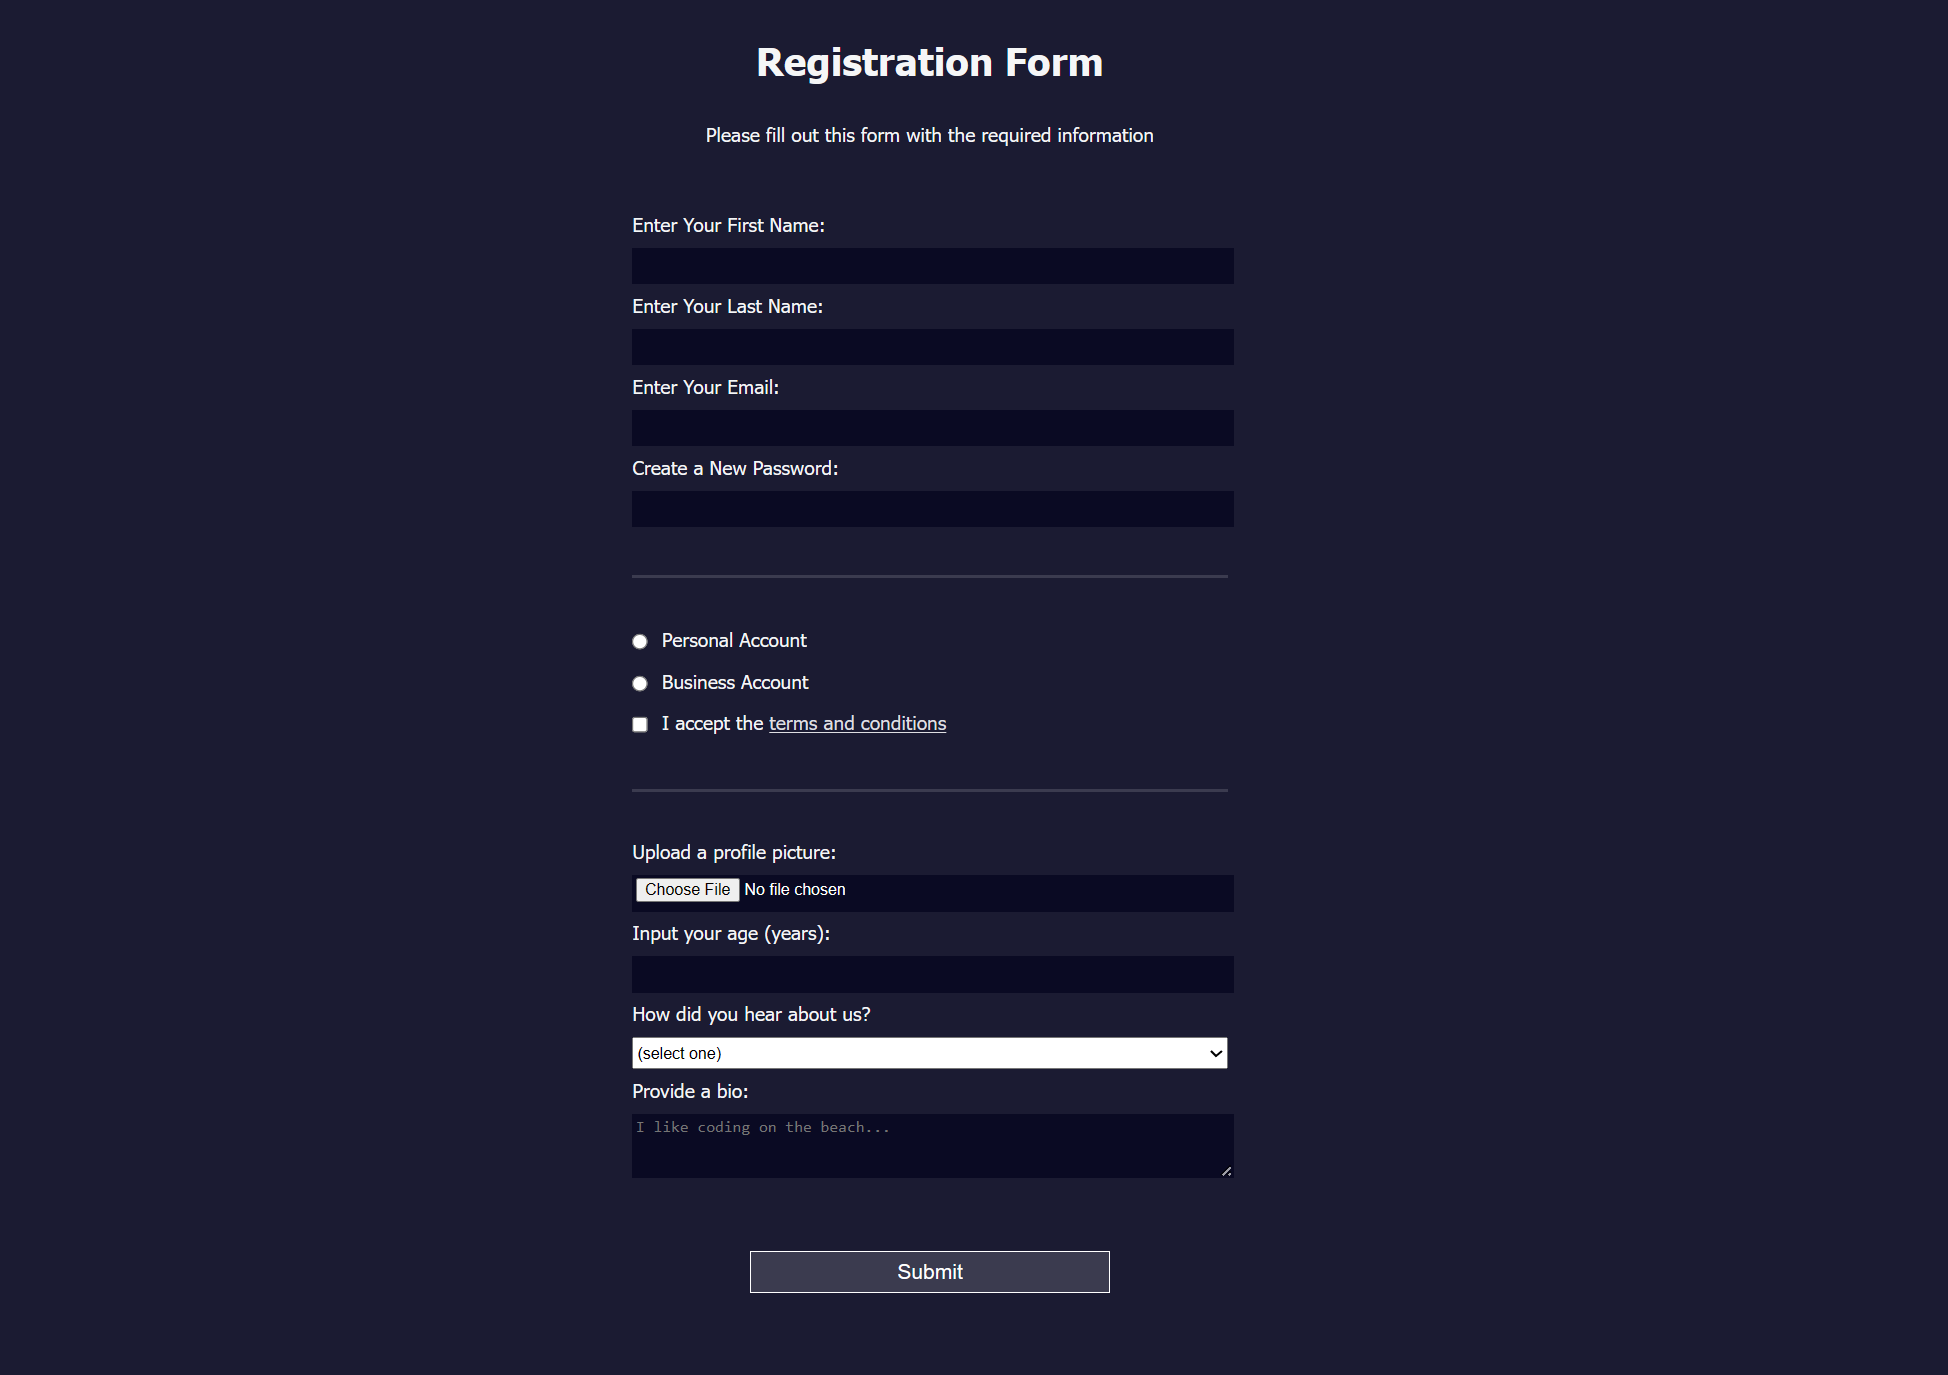 Registration Form
Please fill out this form with the required information
Enter Your First Name:
Enter Your Last Name:
Enter Your Email:
Create a New Password:
Personal Account
Business Account
I accept the terms and conditions
Upload a profile picture:
Choose File No file chosen
Input your age (years):
How did you hear about us?
(select one)
Provide a bio:
I like coding on the beach...
Submit